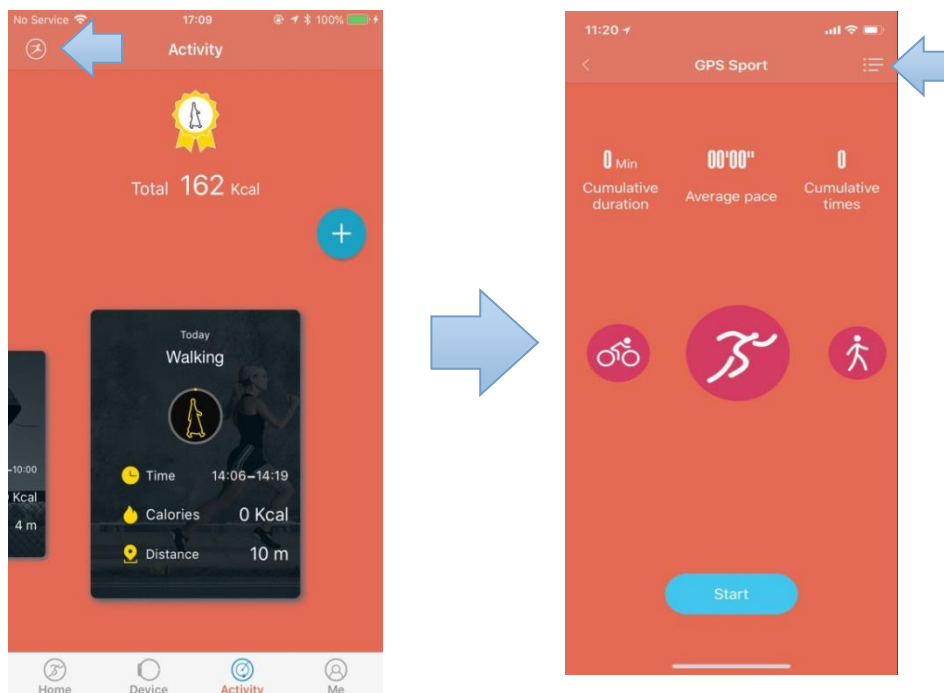 No Service 17:09 100%
Activity
Total 162 Kcal
+
Today
Walking
Time 14:06-14:19
Calories 0 Kcal
Distance 10 m
-10:00
Kcal
4 m
Home Device Activity Me
11:20
GPS Sport
0 Min 00'00" 0
Cumulative duration Average pace Cumulative times
Start